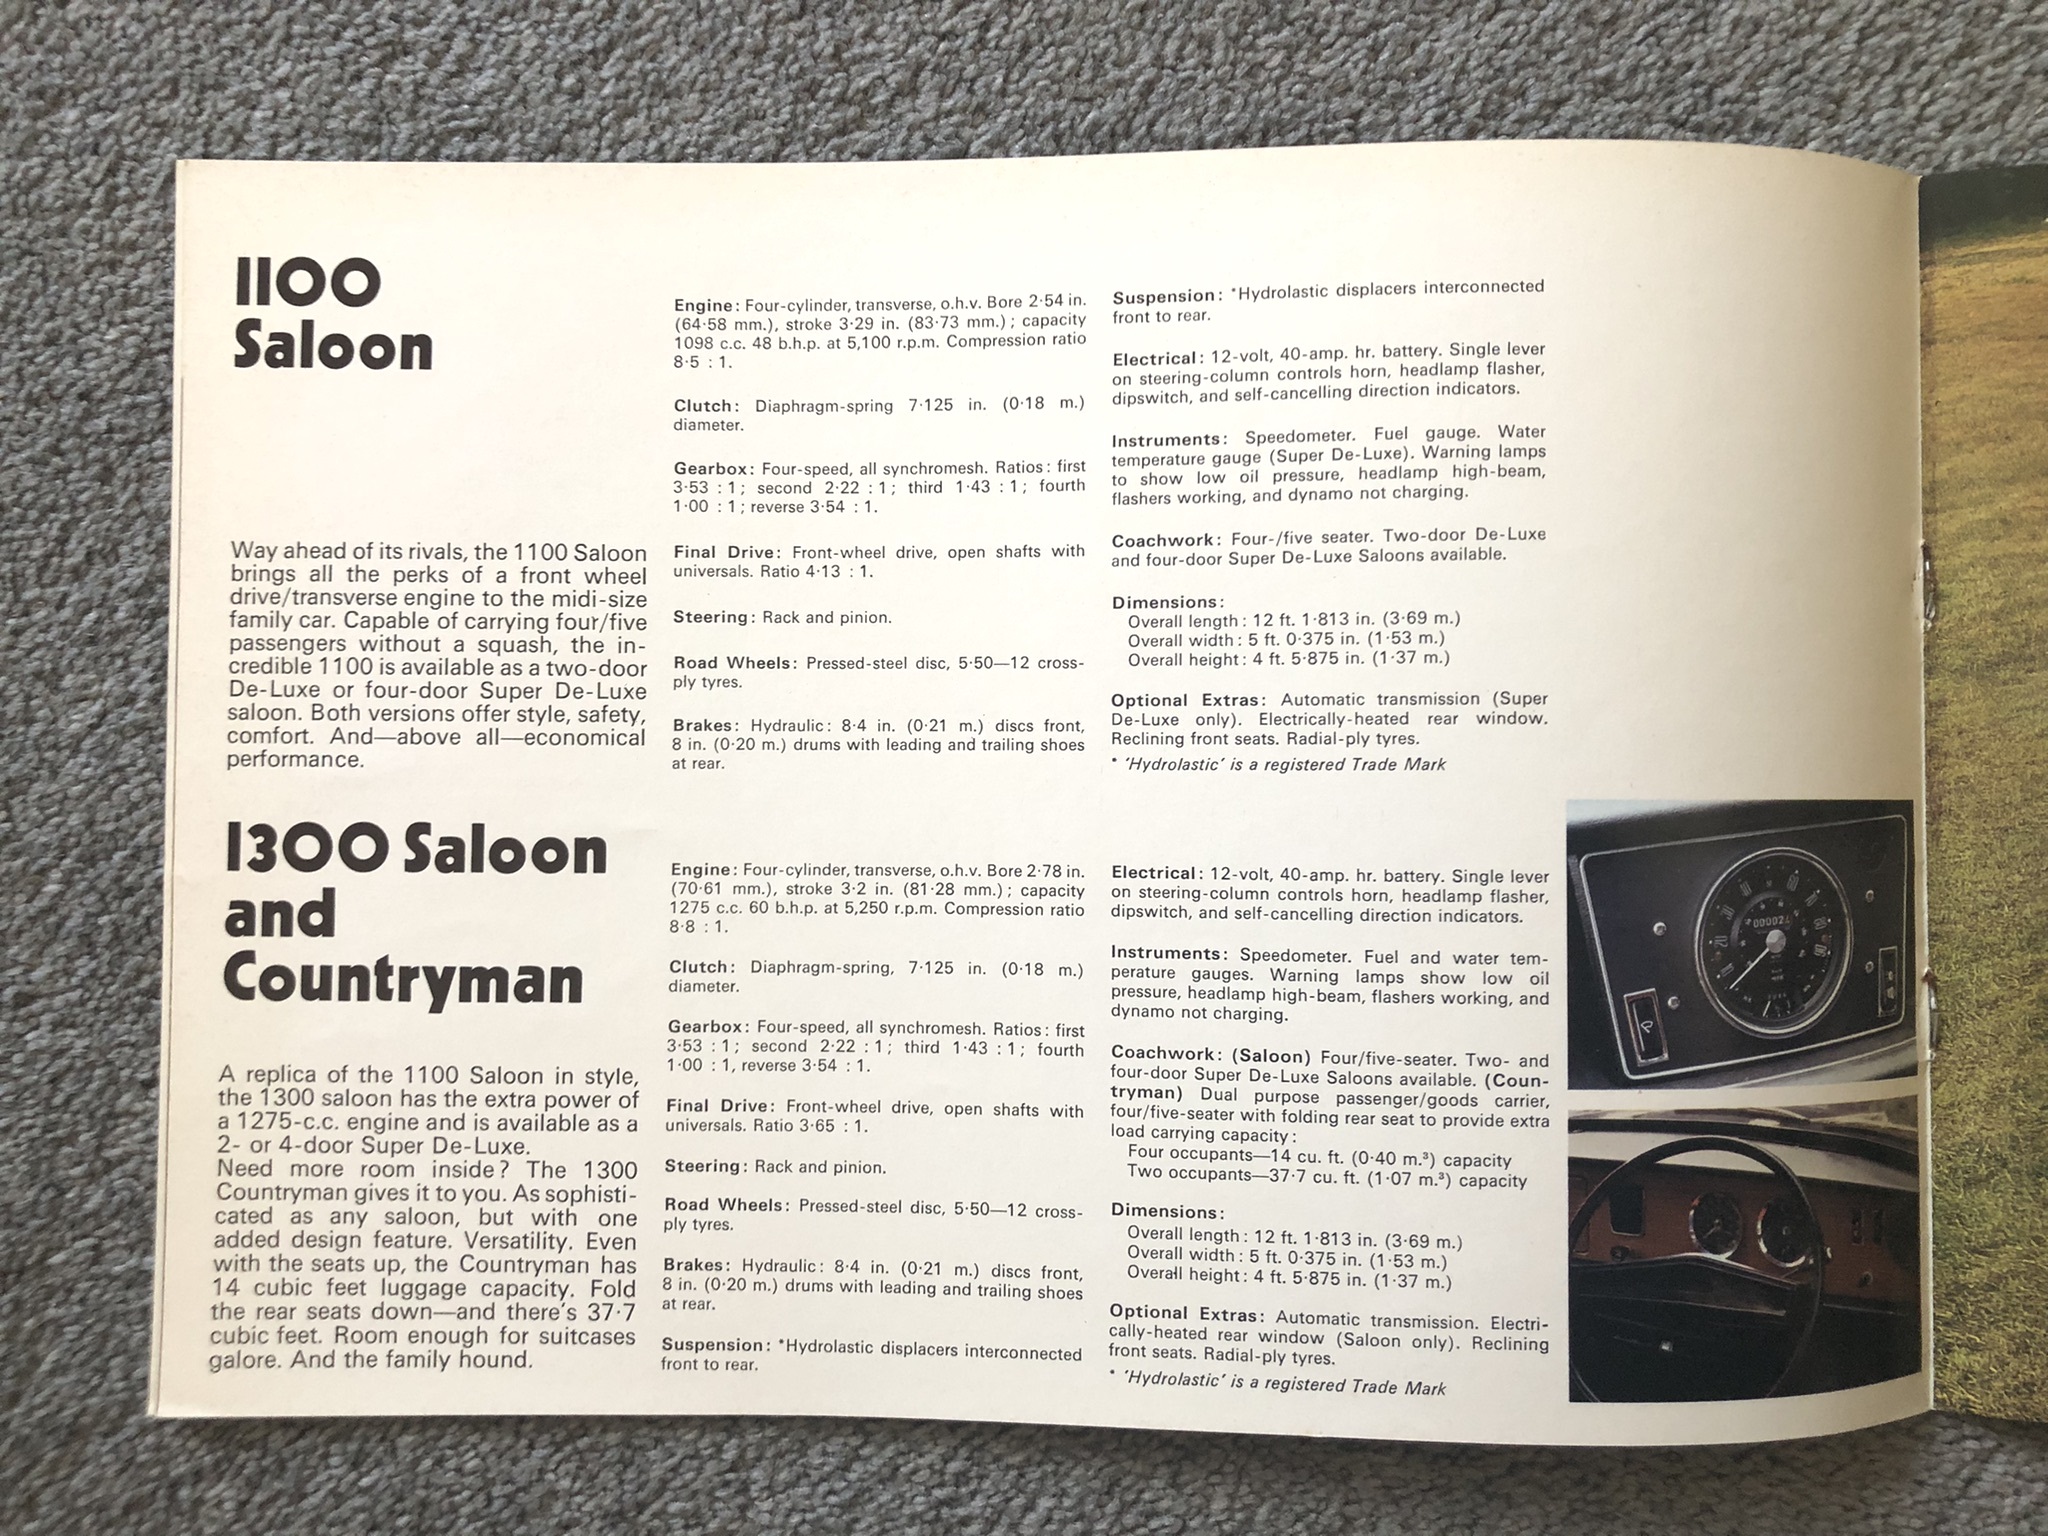 1100
Saloon
Way ahead of its rivals, the 1100 Saloon
brings all the perks of a front wheel
drive/transverse engine to the midi-size
family car. Capable of carrying four/five
passengers without a squash, the in-
credible 1100 is available as a two-door
De-Luxe or four-door Super De-Luxe
saloon. Both versions offer style, safety,
comfort. And—above all—economical
performance.
Engine: Four-cylinder, transverse, o.h.v. Bore 2·54 in.
(64·58 mm.), stroke 3·29 in. (83·73 mm.); capacity
1098 c.c. 48 b.h.p. at 5,100 r.p.m. Compression ratio
8·5 : 1.
Clutch: Diaphragm-spring 7·125 in. (0·18 m.)
diameter.
Gearbox: Four-speed, all synchromesh. Ratios: first
3·53 : 1; second 2·22 : 1; third 1·43 : 1; fourth
1·00 : 1; reverse 3·54 : 1.
Final Drive: Front-wheel drive, open shafts with
universals. Ratio 4·13 : 1.
Steering: Rack and pinion.
Road Wheels: Pressed-steel disc, 5·50—12 cross-
ply tyres.
Brakes: Hydraulic: 8·4 in. (0·21 m.) discs front,
8 in. (0·20 m.) drums with leading and trailing shoes
at rear.
Suspension: *Hydrolastic displacers interconnected
front to rear.
Electrical: 12-volt, 40-amp. hr. battery. Single lever
on steering-column controls horn, headlamp flasher,
dipswitch, and self-cancelling direction indicators.
Instruments: Speedometer. Fuel gauge. Water
temperature gauge (Super De-Luxe). Warning lamps
to show low oil pressure, headlamp high-beam,
flashers working, and dynamo not charging.
Coachwork: Four-/five seater. Two-door De-Luxe
and four-door Super De-Luxe Saloons available.
Dimensions:
Overall length: 12 ft. 1·813 in. (3·69 m.)
Overall width: 5 ft. 0·375 in. (1·53 m.)
Overall height: 4 ft. 5·875 in. (1·37 m.)
Optional Extras: Automatic transmission (Super
De-Luxe only). Electrically-heated rear window.
Reclining front seats. Radial-ply tyres.
* 'Hydrolastic' is a registered Trade Mark
1300 Saloon
and
Countryman
A replica of the 1100 Saloon in style,
the 1300 saloon has the extra power of
a 1275-c.c. engine and is available as a
2- or 4-door Super De-Luxe.
Need more room inside? The 1300
Countryman gives it to you. As sophisti-
cated as any saloon, but with one
added design feature. Versatility. Even
with the seats up, the Countryman has
14 cubic feet luggage capacity. Fold
the rear seats down—and there's 37·7
cubic feet. Room enough for suitcases
galore. And the family hound.
Engine: Four-cylinder, transverse, o.h.v. Bore 2·78 in.
(70·61 mm.), stroke 3·2 in. (81·28 mm.); capacity
1275 c.c. 60 b.h.p. at 5,250 r.p.m. Compression ratio
8·8 : 1.
Clutch: Diaphragm-spring, 7·125 in. (0·18 m.)
diameter.
Gearbox: Four-speed, all synchromesh. Ratios: first
3·53 : 1; second 2·22 : 1; third 1·43 : 1; fourth
1·00 : 1, reverse 3·54 : 1.
Final Drive: Front-wheel drive, open shafts with
universals. Ratio 3·65 : 1.
Steering: Rack and pinion.
Road Wheels: Pressed-steel disc, 5·50—12 cross-
ply tyres.
Brakes: Hydraulic: 8·4 in. (0·21 m.) discs front,
8 in. (0·20 m.) drums with leading and trailing shoes
at rear.
Suspension: *Hydrolastic displacers interconnected
front to rear.
Electrical: 12-volt, 40-amp. hr. battery. Single lever
on steering-column controls horn, headlamp flasher,
dipswitch, and self-cancelling direction indicators.
Instruments: Speedometer. Fuel and water tem-
perature gauges. Warning lamps show low oil
pressure, headlamp high-beam, flashers working, and
dynamo not charging.
Coachwork: (Saloon) Four/five-seater. Two- and
four-door Super De-Luxe Saloons available. (Coun-
tryman) Dual purpose passenger/goods carrier,
four/five-seater with folding rear seat to provide extra
load carrying capacity:
Four occupants—14 cu. ft. (0·40 m.³) capacity
Two occupants—37·7 cu. ft. (1·07 m.³) capacity
Dimensions:
Overall length: 12 ft. 1·813 in. (3·69 m.)
Overall width: 5 ft. 0·375 in. (1·53 m.)
Overall height: 4 ft. 5·875 in. (1·37 m.)
Optional Extras: Automatic transmission. Electri-
cally-heated rear window (Saloon only). Reclining
front seats. Radial-ply tyres.
* 'Hydrolastic' is a registered Trade Mark